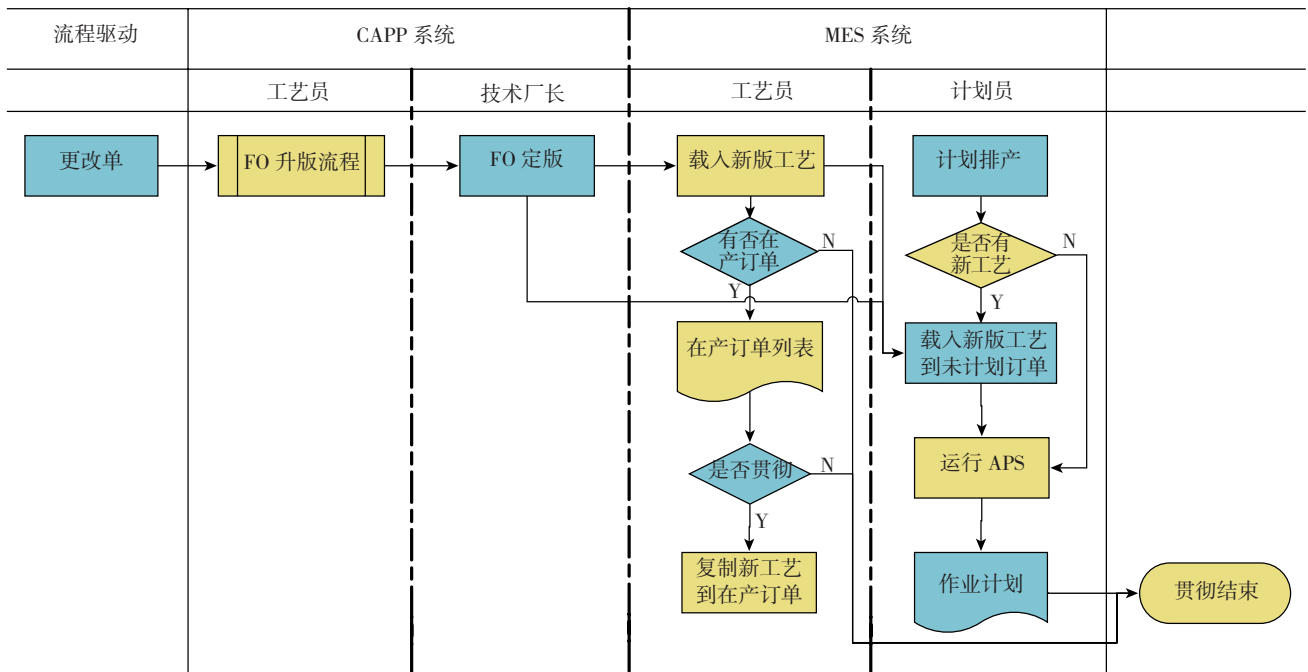 流程驱动
CAPP 系统
MES 系统
工艺员
技术厂长
工艺员
计划员
更改单
FO 升版流程
FO 定版
载入新版工艺
计划排产
有否在
产订单
N
Y
是否有
新工艺
N
Y
在产订单列表
载入新版工艺
到未计划订单
是否贯彻
N
Y
运行 APS
复制新工艺
到在产订单
作业计划
贯彻结束